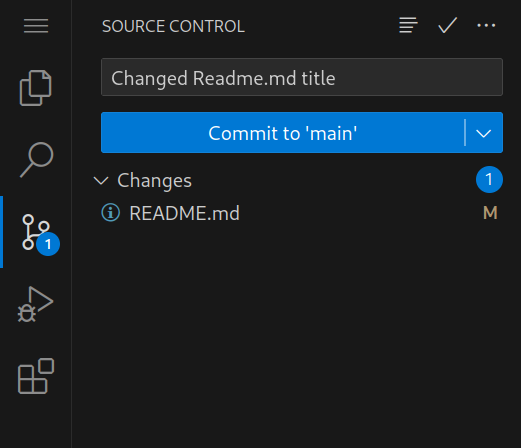 SOURCE CONTROL
Changed Readme.md title
Commit to 'main'
Changes 1
README.md M
1